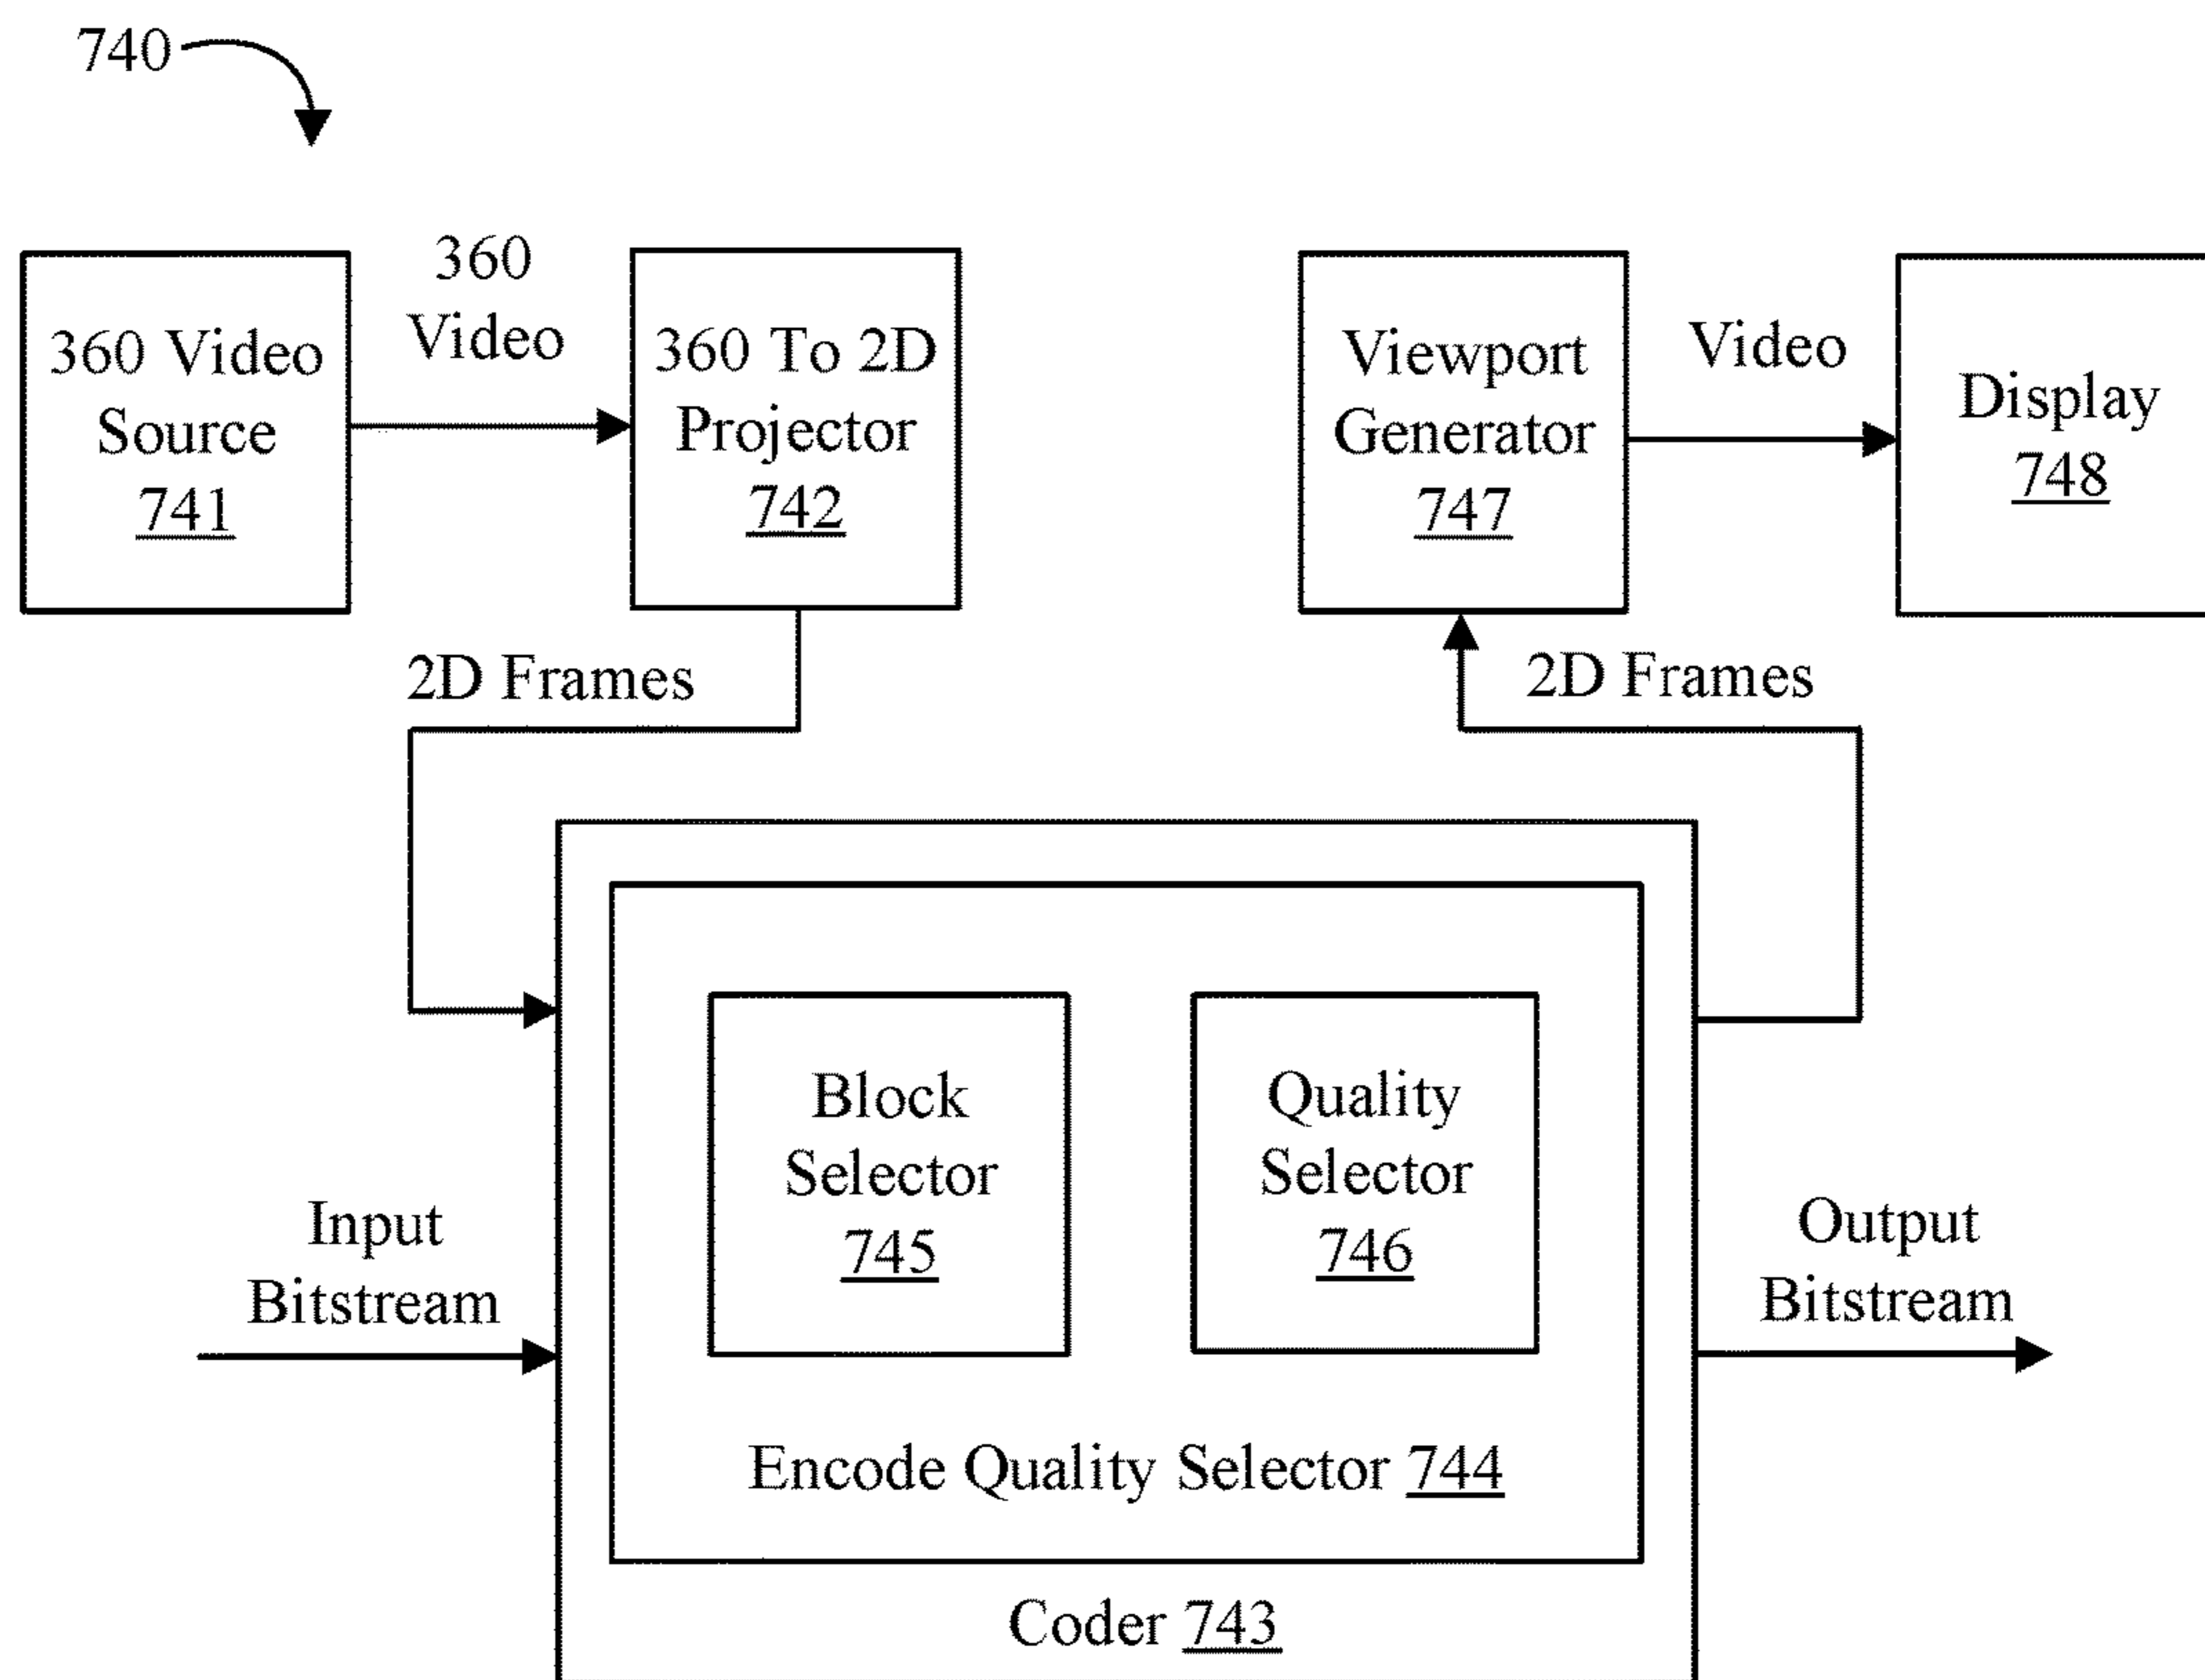 740
360 Video
Source
741
360
Video
360 To 2D
Projector
742
Viewport
Generator
747
Video
Display
748
2D Frames
2D Frames
Block
Selector
745
Quality
Selector
746
Input
Bitstream
Output
Bitstream
Encode Quality Selector 744
Coder 743